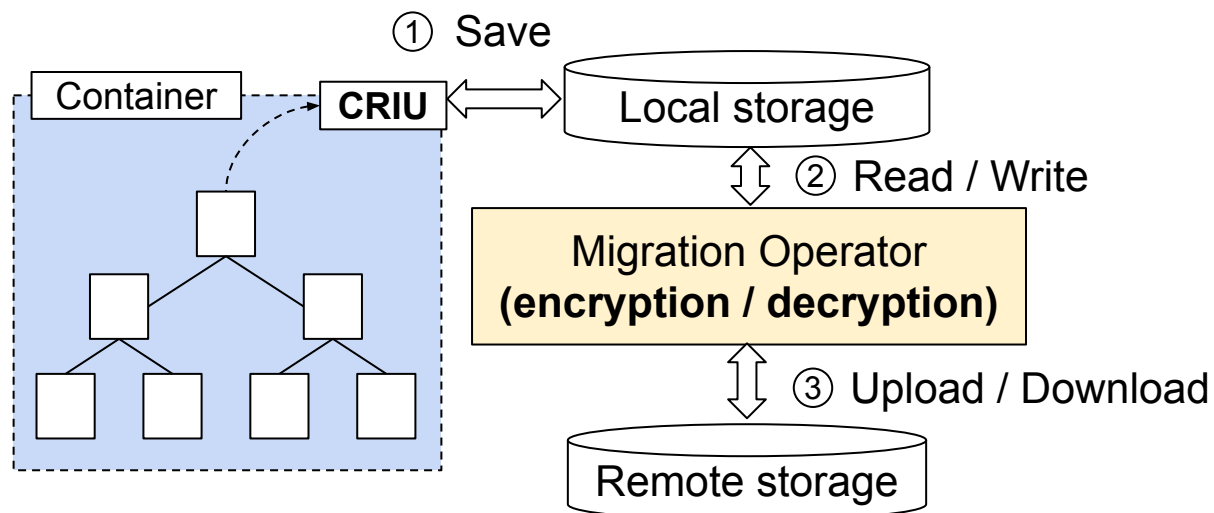 ① Save
Container
CRIU
Local storage
② Read / Write
Migration Operator
(encryption / decryption)
③ Upload / Download
Remote storage